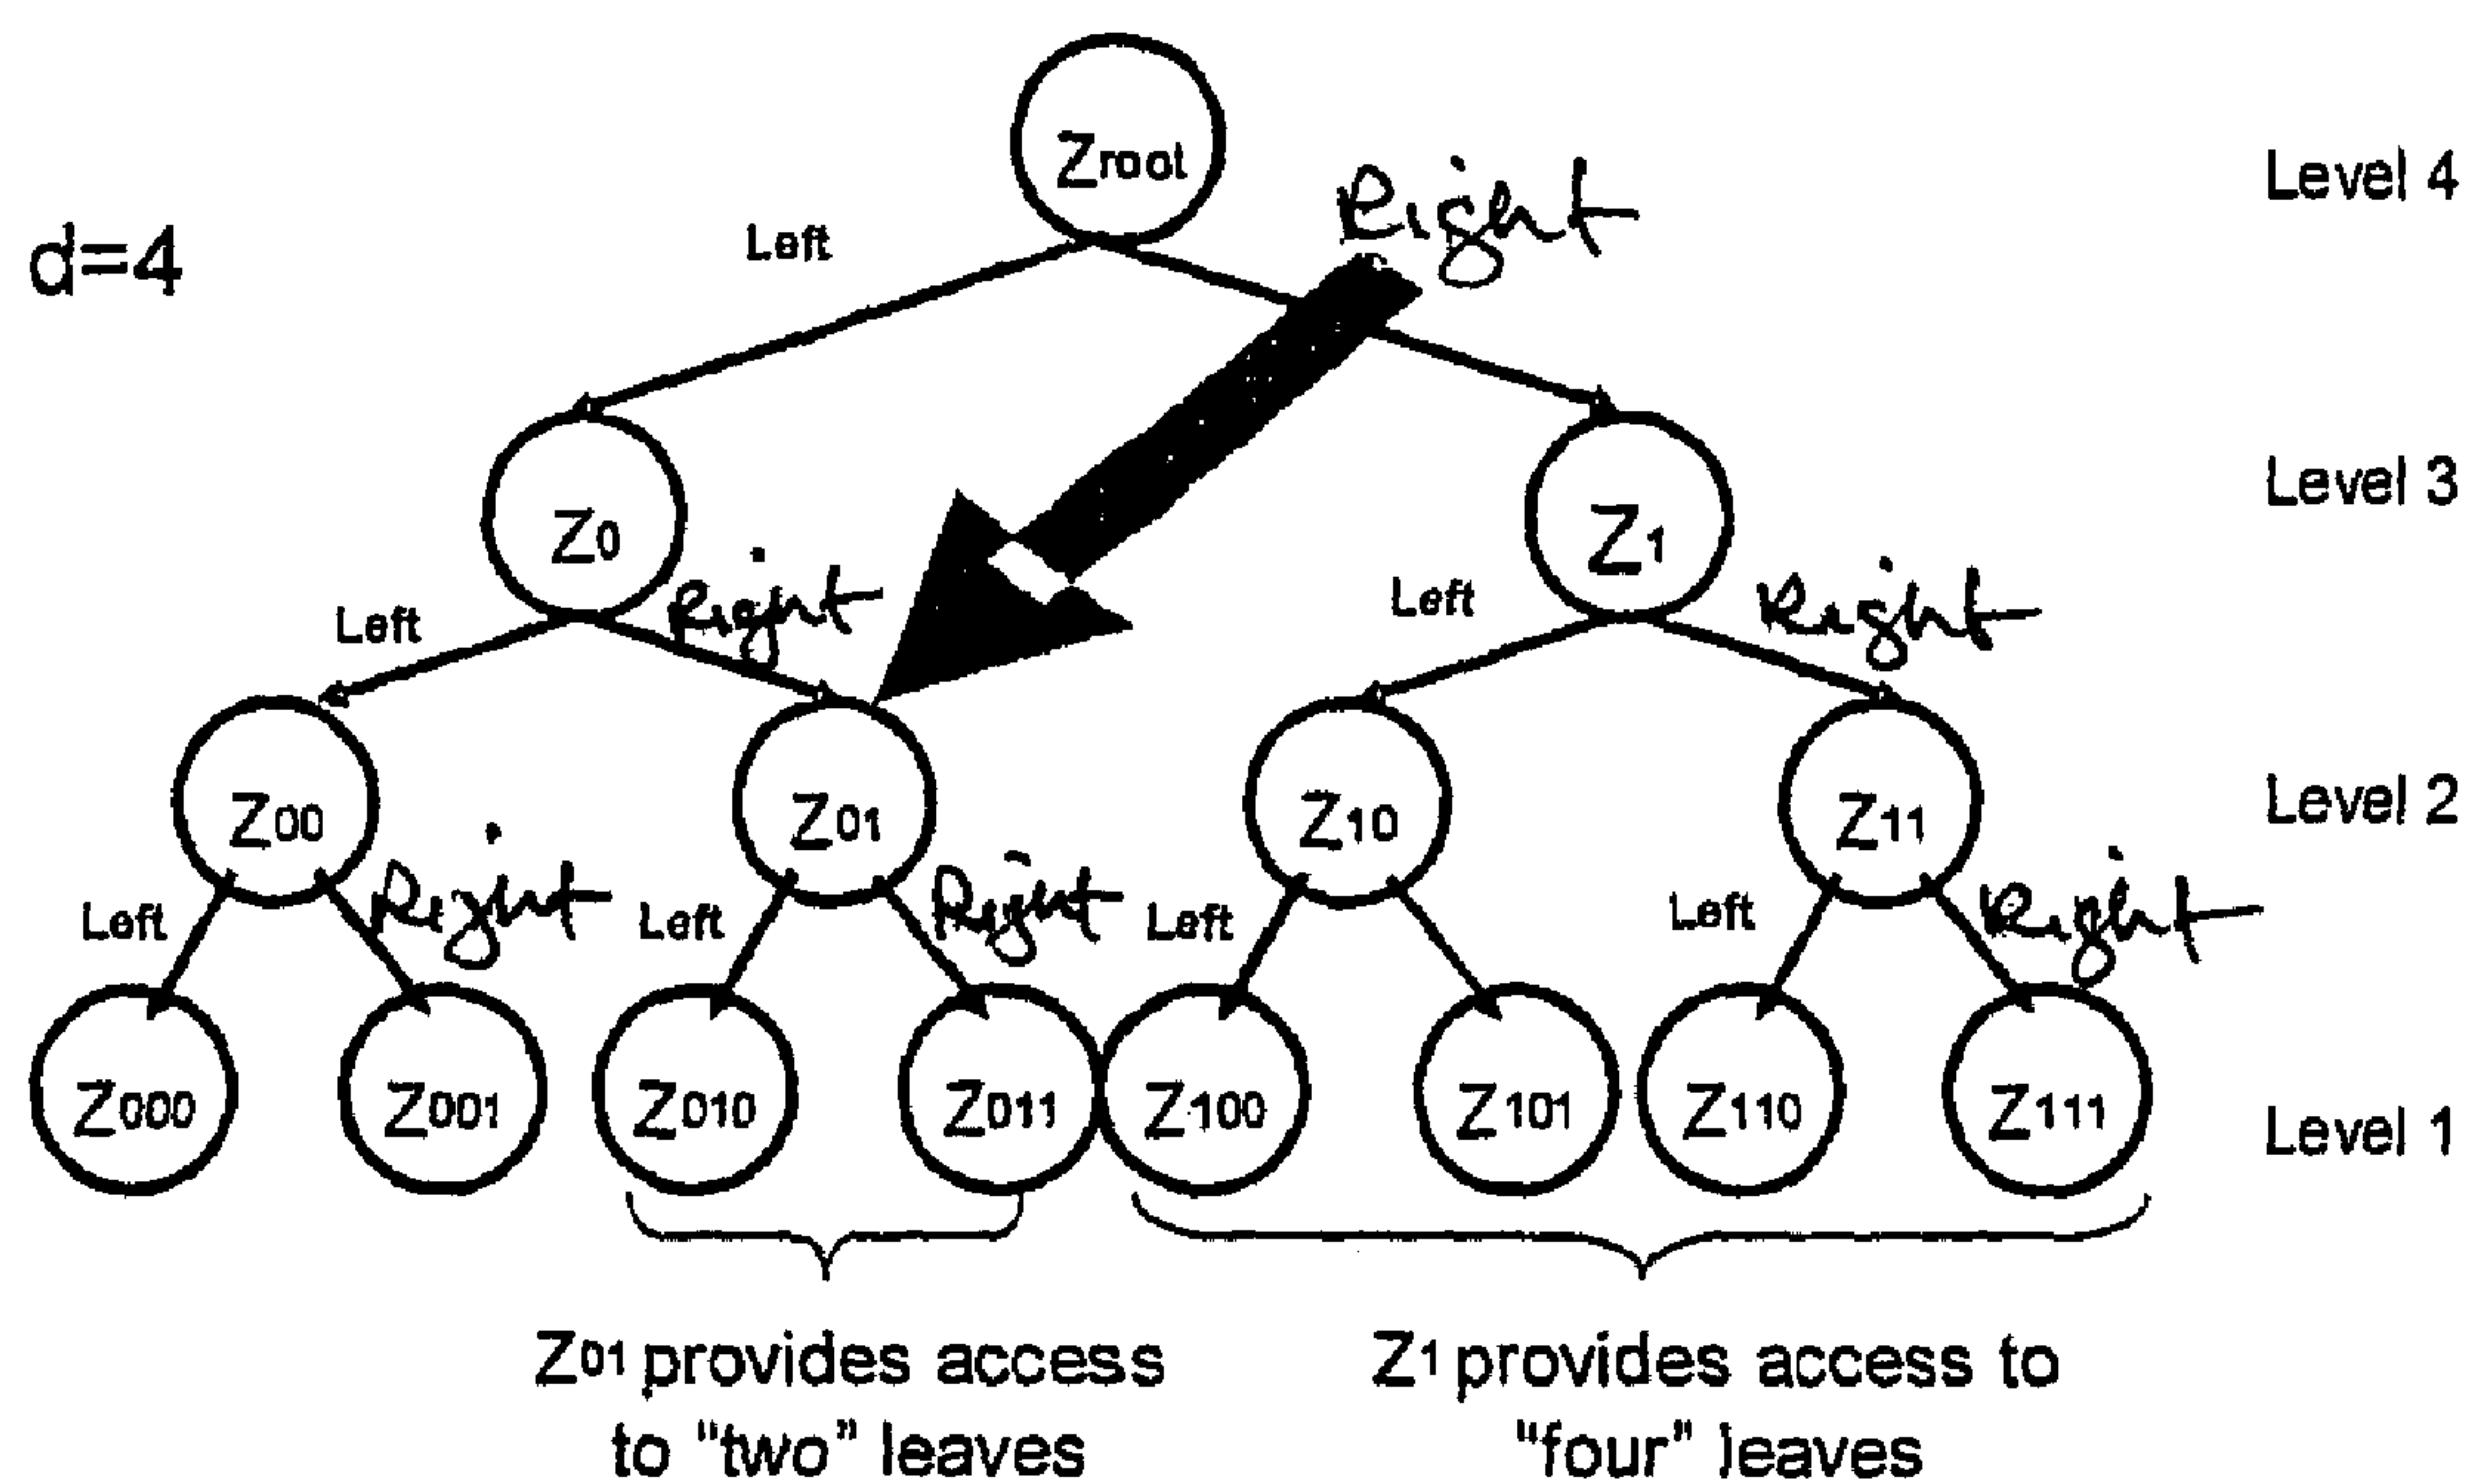 Zroot
Level 4
Right
Left
d=4
Z0
Z1
Level 3
Left
Right
Left
Right
Z00
Z01
Z10
Z11
Level 2
Left
Right
Left
Right
Left
Left
Right
Z000
Z001
Z010
Z011
Z100
Z101
Z110
Z111
Level 1
Z01 provides access
to "two" leaves
Z1 provides access to
"four" leaves